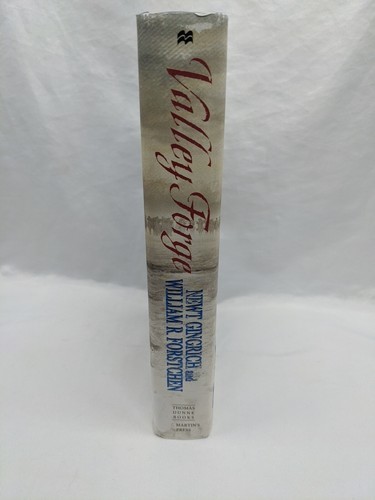 Valley Forge
NEWT GINGRICH and
WILLIAM R. FORSTCHEN
THOMAS
DUNNE
BOOKS
MARTIN'S
PRESS